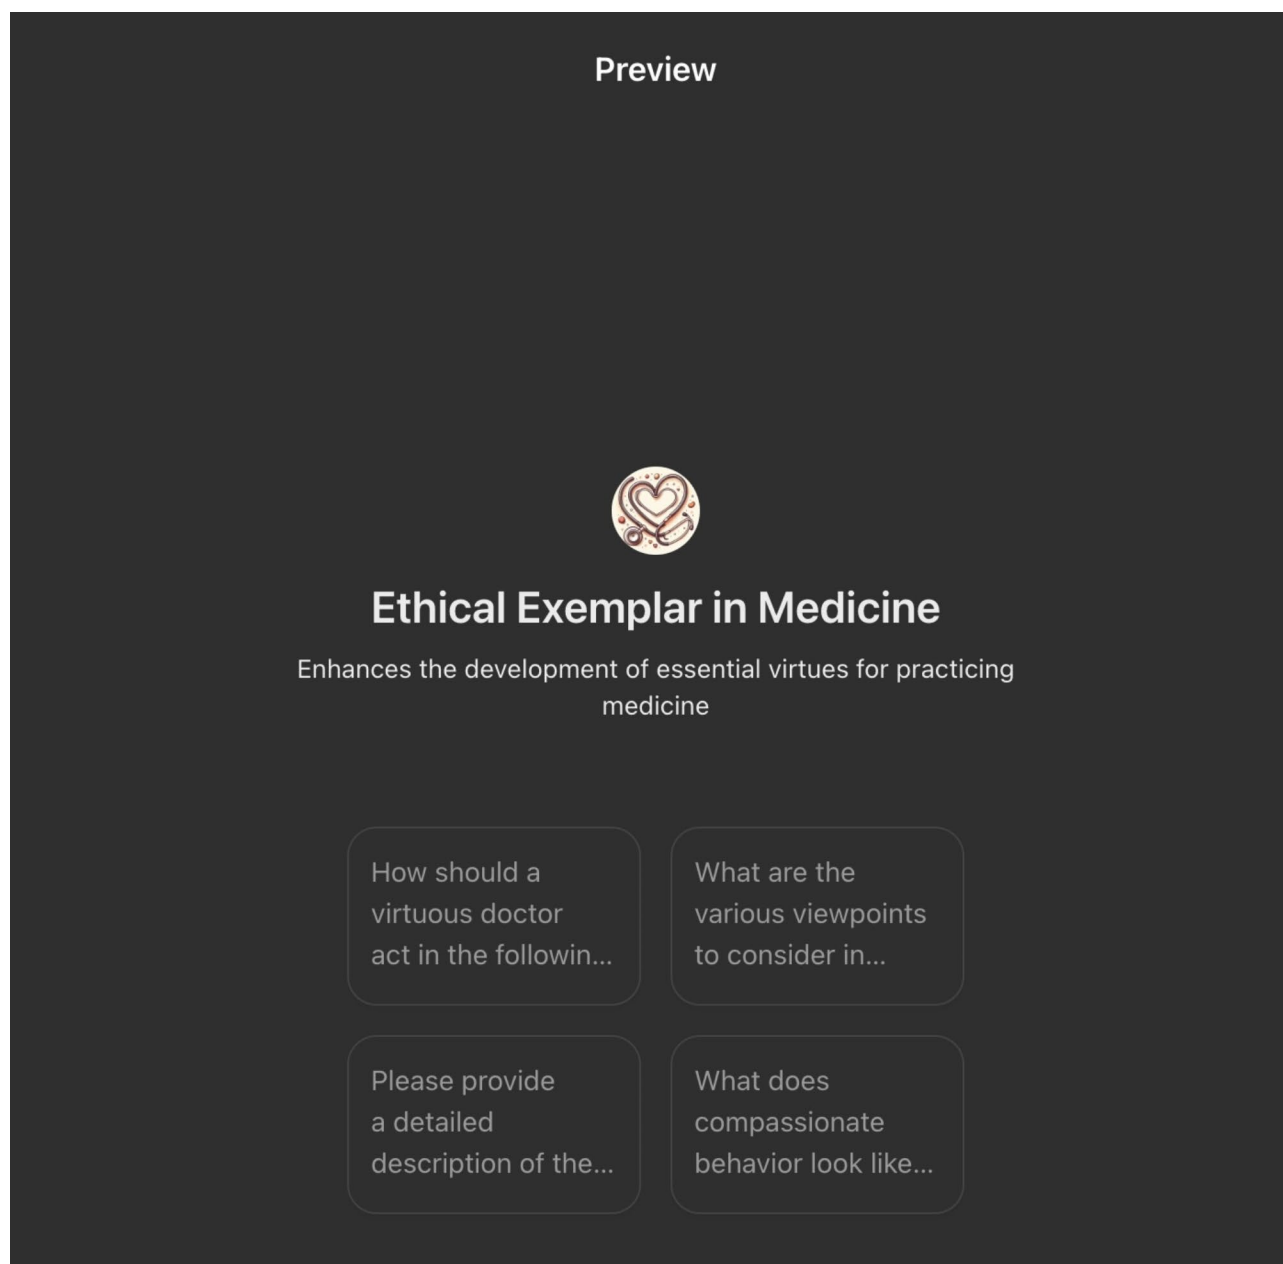 Preview
Ethical Exemplar in Medicine
Enhances the development of essential virtues for practicing
medicine
How should a
virtuous doctor
act in the followin...
What are the
various viewpoints
to consider in...
Please provide
a detailed
description of the...
What does
compassionate
behavior look like...